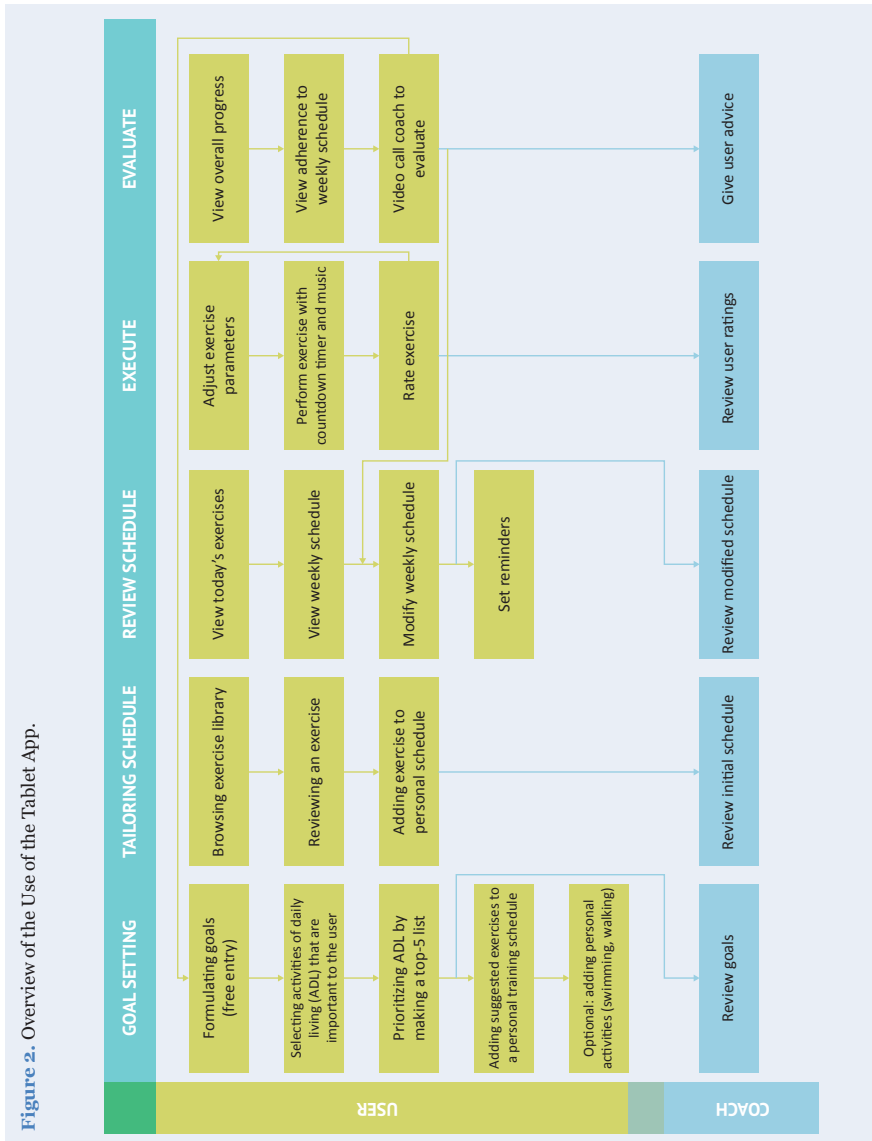 Figure 2. Overview of the Use of the Tablet App.
GOAL SETTING
TAILORING SCHEDULE
REVIEW SCHEDULE
EXECUTE
EVALUATE
USER
Formulating goals
(free entry)
Selecting activities of daily
living (ADL) that are
important to the user
Prioritizing ADL by
making a top-5 list
Adding suggested exercises to
a personal training schedule
Optional: adding personal
activities (swimming, walking)
Browsing exercise library
Reviewing an exercise
Adding exercise to
personal schedule
View today's exercises
View weekly schedule
Modify weekly schedule
Set reminders
Adjust exercise
parameters
Perform exercise with
countdown timer and music
Rate exercise
View overall progress
View adherence to
weekly schedule
Video call coach to
evaluate
COACH
Review goals
Review initial schedule
Review modified schedule
Review user ratings
Give user advice